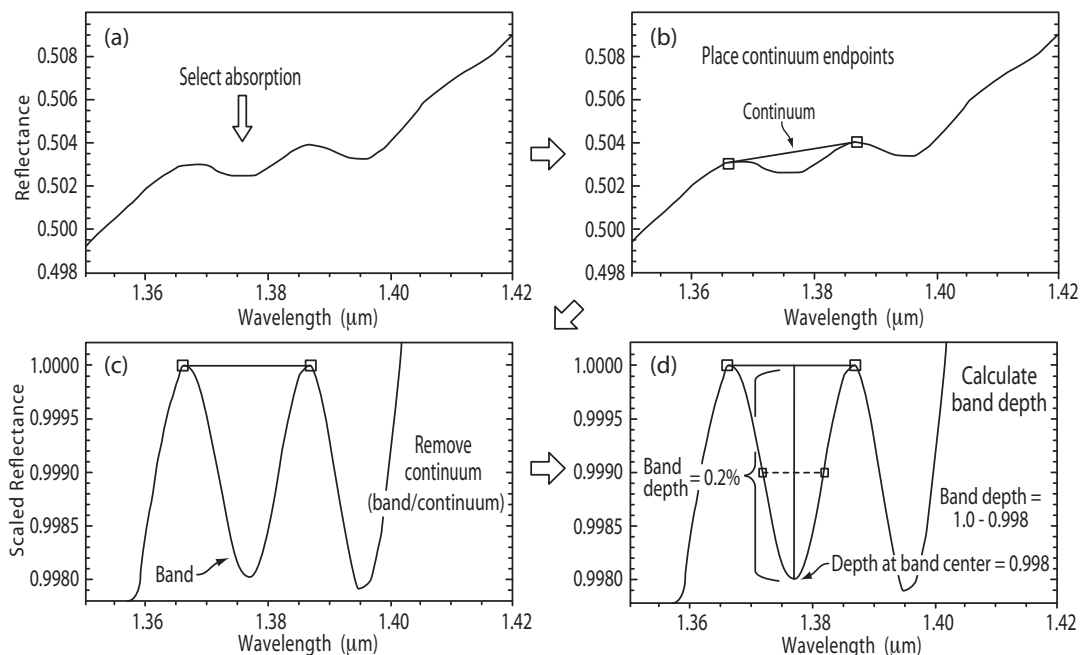 (a)
Select absorption
Reflectance
0.508
0.506
0.504
0.502
0.500
0.498
1.36
1.38
1.40
1.42
Wavelength (μm)
(b)
Place continuum endpoints
Continuum
0.508
0.506
0.504
0.502
0.500
0.498
1.36
1.38
1.40
1.42
Wavelength (μm)
(c)
Scaled Reflectance
1.0000
0.9995
0.9990
0.9985
0.9980
Remove
continuum
(band/continuum)
Band
1.36
1.38
1.40
1.42
Wavelength (μm)
(d)
Calculate
band depth
1.0000
0.9995
0.9990
0.9985
0.9980
Band
depth = 0.2%
Band depth =
1.0 - 0.998
Depth at band center = 0.998
1.36
1.38
1.40
1.42
Wavelength (μm)